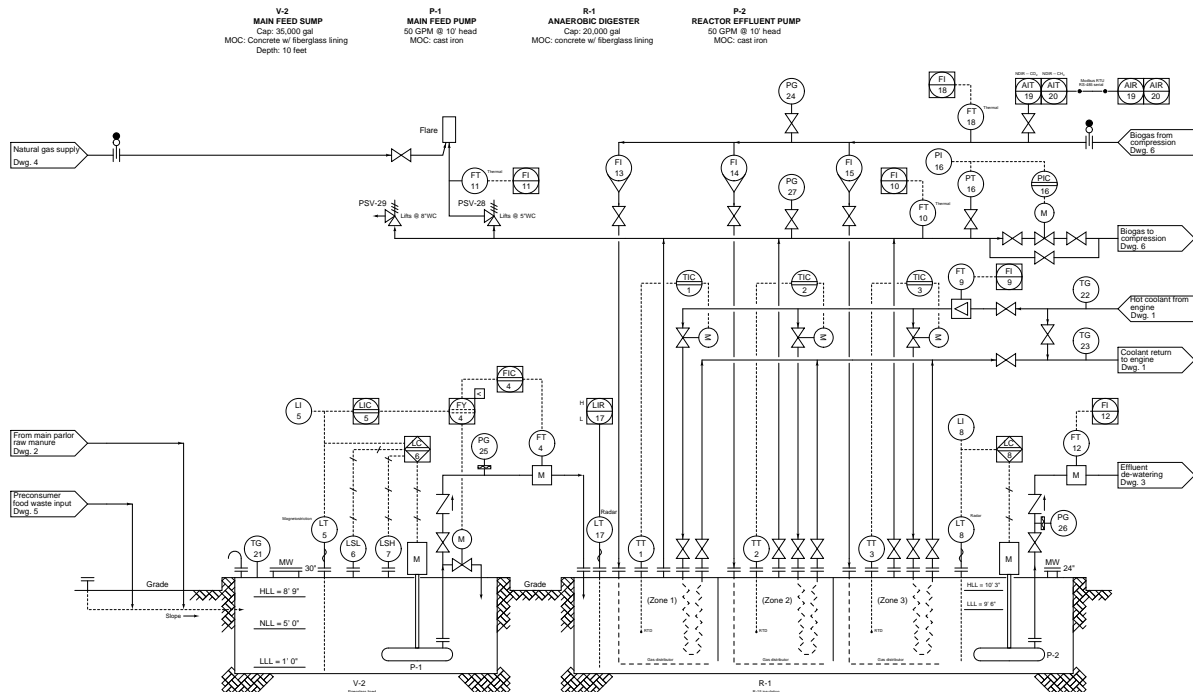 V-2
MAIN FEED SUMP
Cap: 35,000 gal
MOC: Concrete w/ fiberglass lining
Depth: 10 feet
P-1
MAIN FEED PUMP
50 GPM @ 10' head
MOC: cast iron
R-1
ANAEROBIC DIGESTER
Cap: 20,000 gal
MOC: concrete w/ fiberglass lining
P-2
REACTOR EFFLUENT PUMP
50 GPM @ 10' head
MOC: cast iron
Natural gas supply
Dwg. 4
Flare
FT
11
Thermal
FI
11
PSV-29
Lifts @ 8"WC
PSV-28
Lifts @ 5"WC
PG
24
FI
18
FT
18
Thermal
AIT
19
AIT
20
Modbus RTU
RS-485 serial
AIR
19
AIR
20
Biogas from
compression
Dwg. 6
FI
13
FI
14
FI
15
PG
27
FI
10
FT
10
Thermal
PI
16
PT
16
PIC
16
M
Biogas to
compression
Dwg. 6
TIC
1
TIC
2
TIC
3
M
M
M
FT
9
FI
9
TG
22
Hot coolant from
engine
Dwg. 1
TG
23
Coolant return
to engine
Dwg. 1
From main parlor
raw manure
Dwg. 2
Preconsumer
food waste input
Dwg. 5
LI
5
LIC
5
FY
4
<
FIC
4
LC
6
PG
25
FT
4
M
H
L
LIR
17
LI
8
LC
8
FI
12
FT
12
M
Effluent
de-watering
Dwg. 3
PG
26
TG
21
LT
5
LSL
6
LSH
7
M
M
Radar
LT
17
TT
1
TT
2
TT
3
Radar
LT
8
M
MW
30"
MW
24"
Grade
Grade
Slope
HLL = 8' 9"
NLL = 5' 0"
LLL = 1' 0"
P-1
V-2
(Zone 1)
(Zone 2)
(Zone 3)
RTD
RTD
RTD
Gas distributor
Gas distributor
Gas distributor
HLL = 10' 3"
LLL = 9' 6"
P-2
R-1